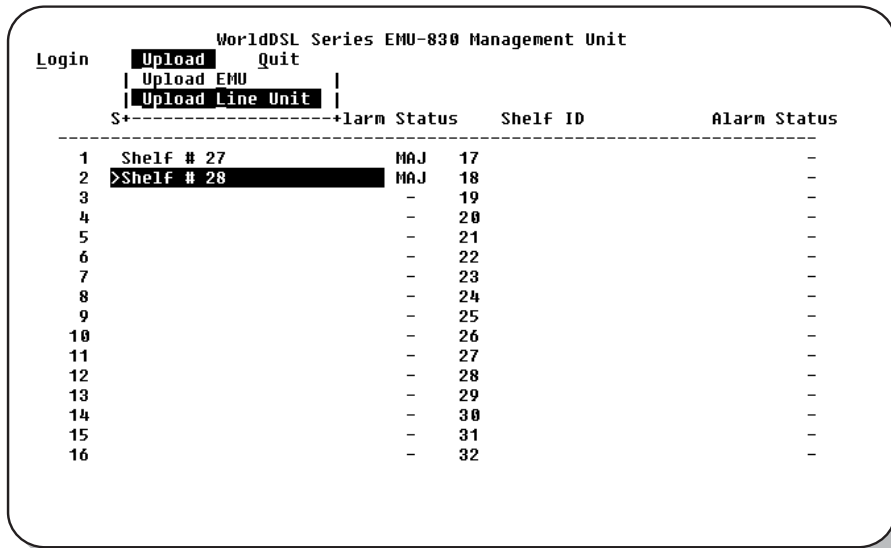 WorldDSL Series EMU-830 Management Unit
Login Upload Quit
| Upload EMU |
| Upload Line Unit |
S+-------------------+larm Status Shelf ID Alarm Status
------------------------------------------------------------------------
1 Shelf # 27 MAJ 17 -
2 >Shelf # 28 MAJ 18 -
3 - 19 -
4 - 20 -
5 - 21 -
6 - 22 -
7 - 23 -
8 - 24 -
9 - 25 -
10 - 26 -
11 - 27 -
12 - 28 -
13 - 29 -
14 - 30 -
15 - 31 -
16 - 32 -